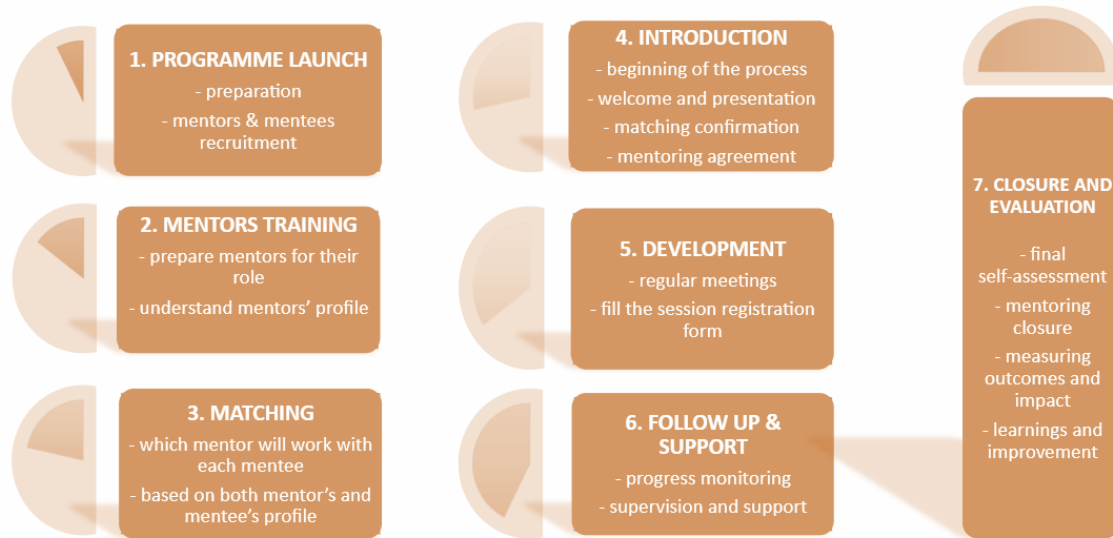 1. PROGRAMME LAUNCH
- preparation
- mentors & mentees
recruitment
2. MENTORS TRAINING
- prepare mentors for their
role
- understand mentors’ profile
3. MATCHING
- which mentor will work with
each mentee
- based on both mentor’s and
mentee’s profile
4. INTRODUCTION
- beginning of the process
- welcome and presentation
- matching confirmation
- mentoring agreement
5. DEVELOPMENT
- regular meetings
- fill the session registration
form
6. FOLLOW UP &
SUPPORT
- progress monitoring
- supervision and support
7. CLOSURE AND
EVALUATION
- final
self-assessment
- mentoring
closure
- measuring
outcomes and
impact
- learnings and
improvement